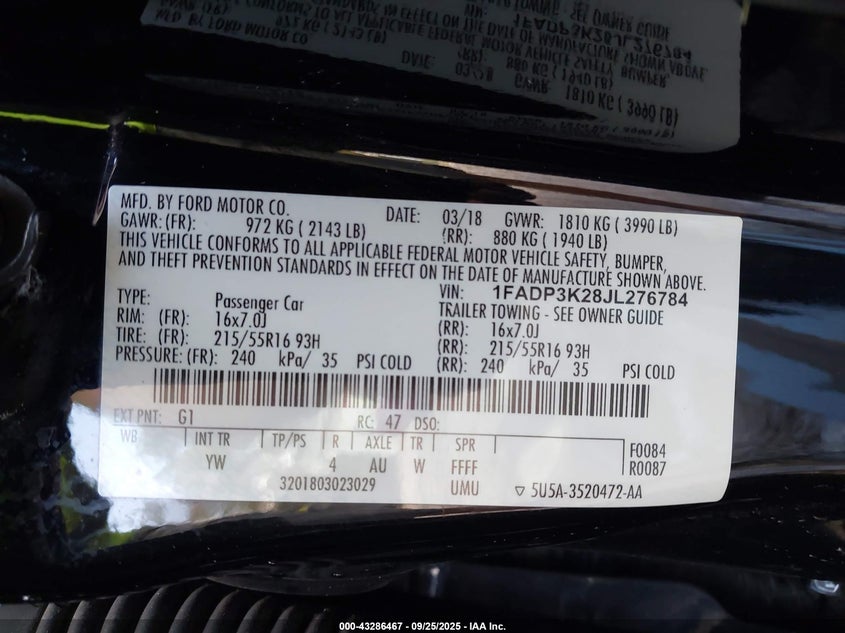 MFD. BY FORD MOTOR CO. DATE: 03/18 GVWR: 1810 KG ( 3990 LB)
GAWR: (FR): 972 KG ( 2143 LB) (RR): 880 KG ( 1940 LB)
THIS VEHICLE CONFORMS TO ALL APPLICABLE FEDERAL MOTOR VEHICLE SAFETY, BUMPER,
AND THEFT PREVENTION STANDARDS IN EFFECT ON THE DATE OF MANUFACTURE SHOWN ABOVE.
VIN: 1FADP3K28JL276784
TYPE: Passenger Car TRAILER TOWING - SEE OWNER GUIDE
RIM: (FR): 16x7.0J (RR): 16x7.0J
TIRE: (FR): 215/55R16 93H (RR): 215/55R16 93H
PRESSURE: (FR): 240 kPa/ 35 PSI COLD (RR): 240 kPa/ 35 PSI COLD
EXT PNT: G1 RC: 47 DSO:
WB INT TR TP/PS R AXLE TR SPR F0084
YW 4 AU W FFFF R0087
3201803023029 UMU ▽ 5U5A-3520472-AA
000-43286467 - 09/25/2025 - IAA Inc.